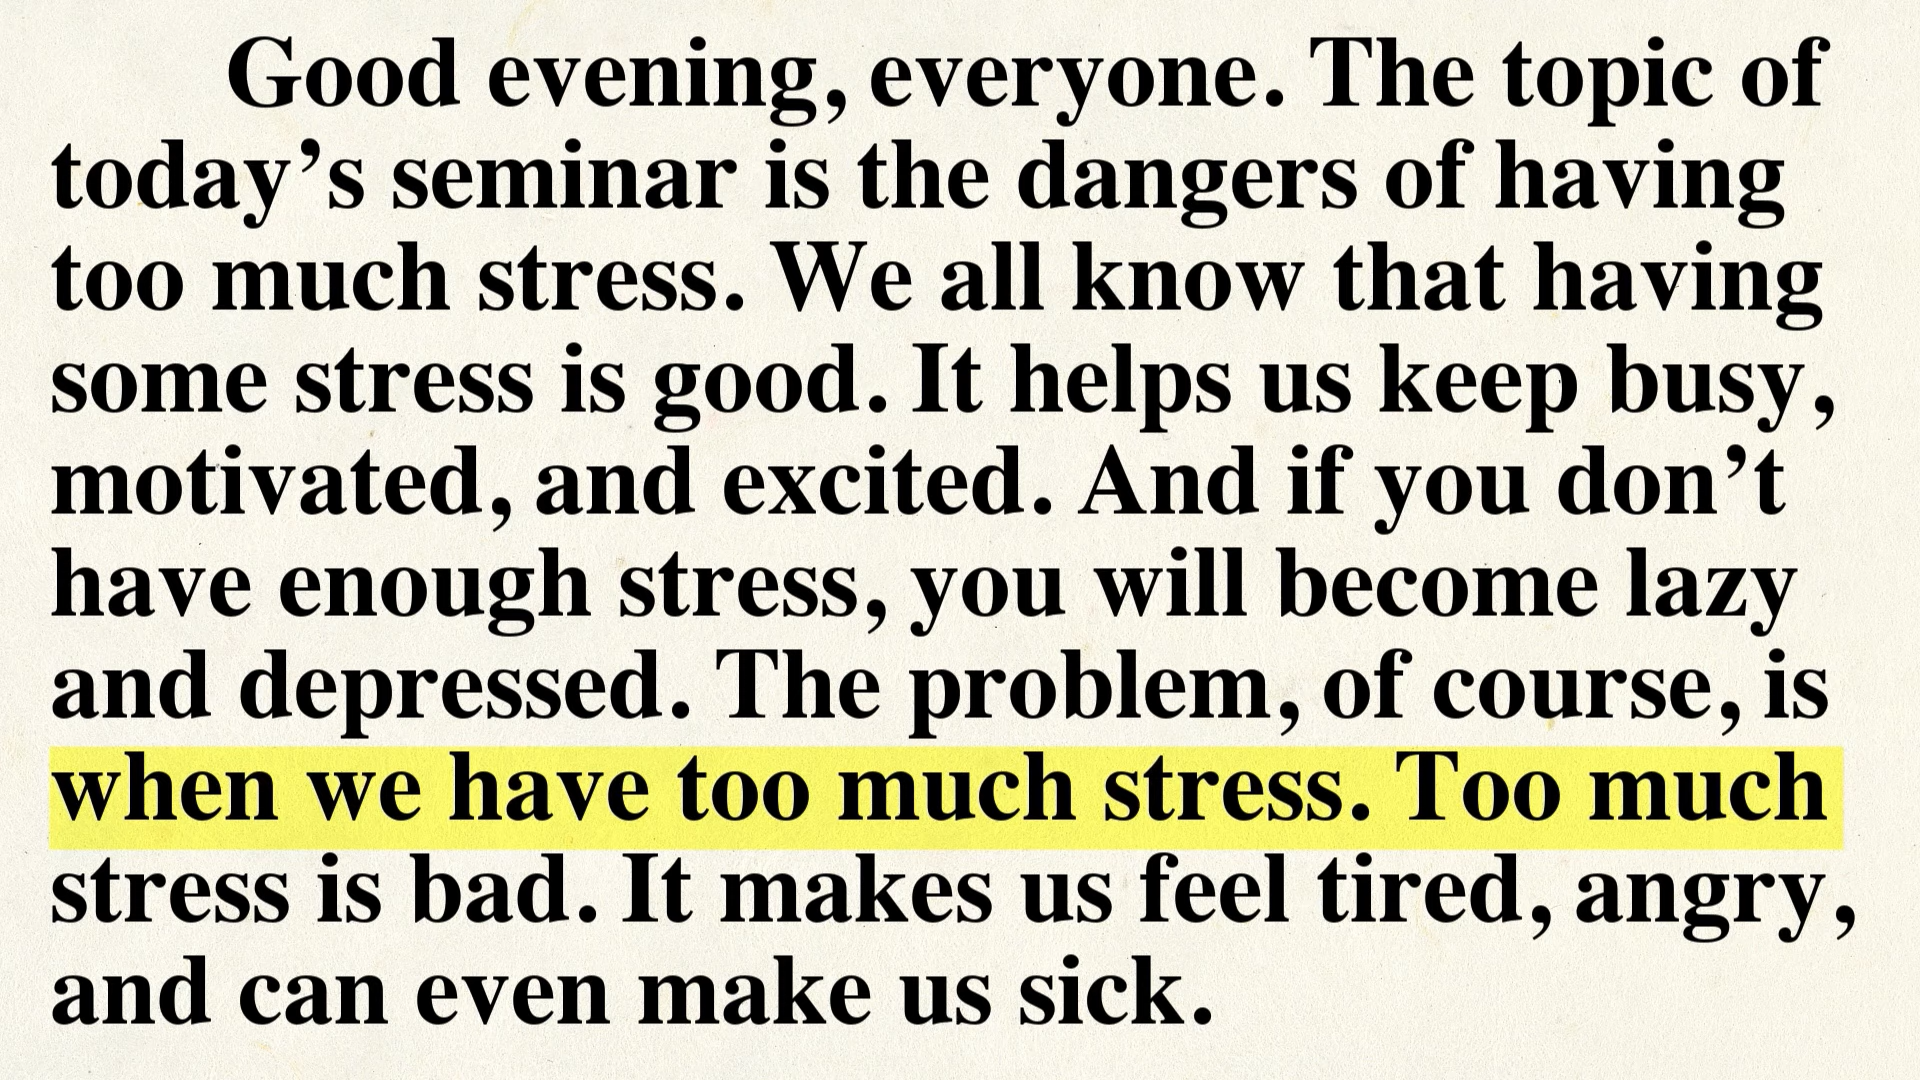 Good evening, everyone. The topic of
today’s seminar is the dangers of having
too much stress. We all know that having
some stress is good. It helps us keep busy,
motivated, and excited. And if you don’t
have enough stress, you will become lazy
and depressed. The problem, of course, is
when we have too much stress. Too much
stress is bad. It makes us feel tired, angry,
and can even make us sick.